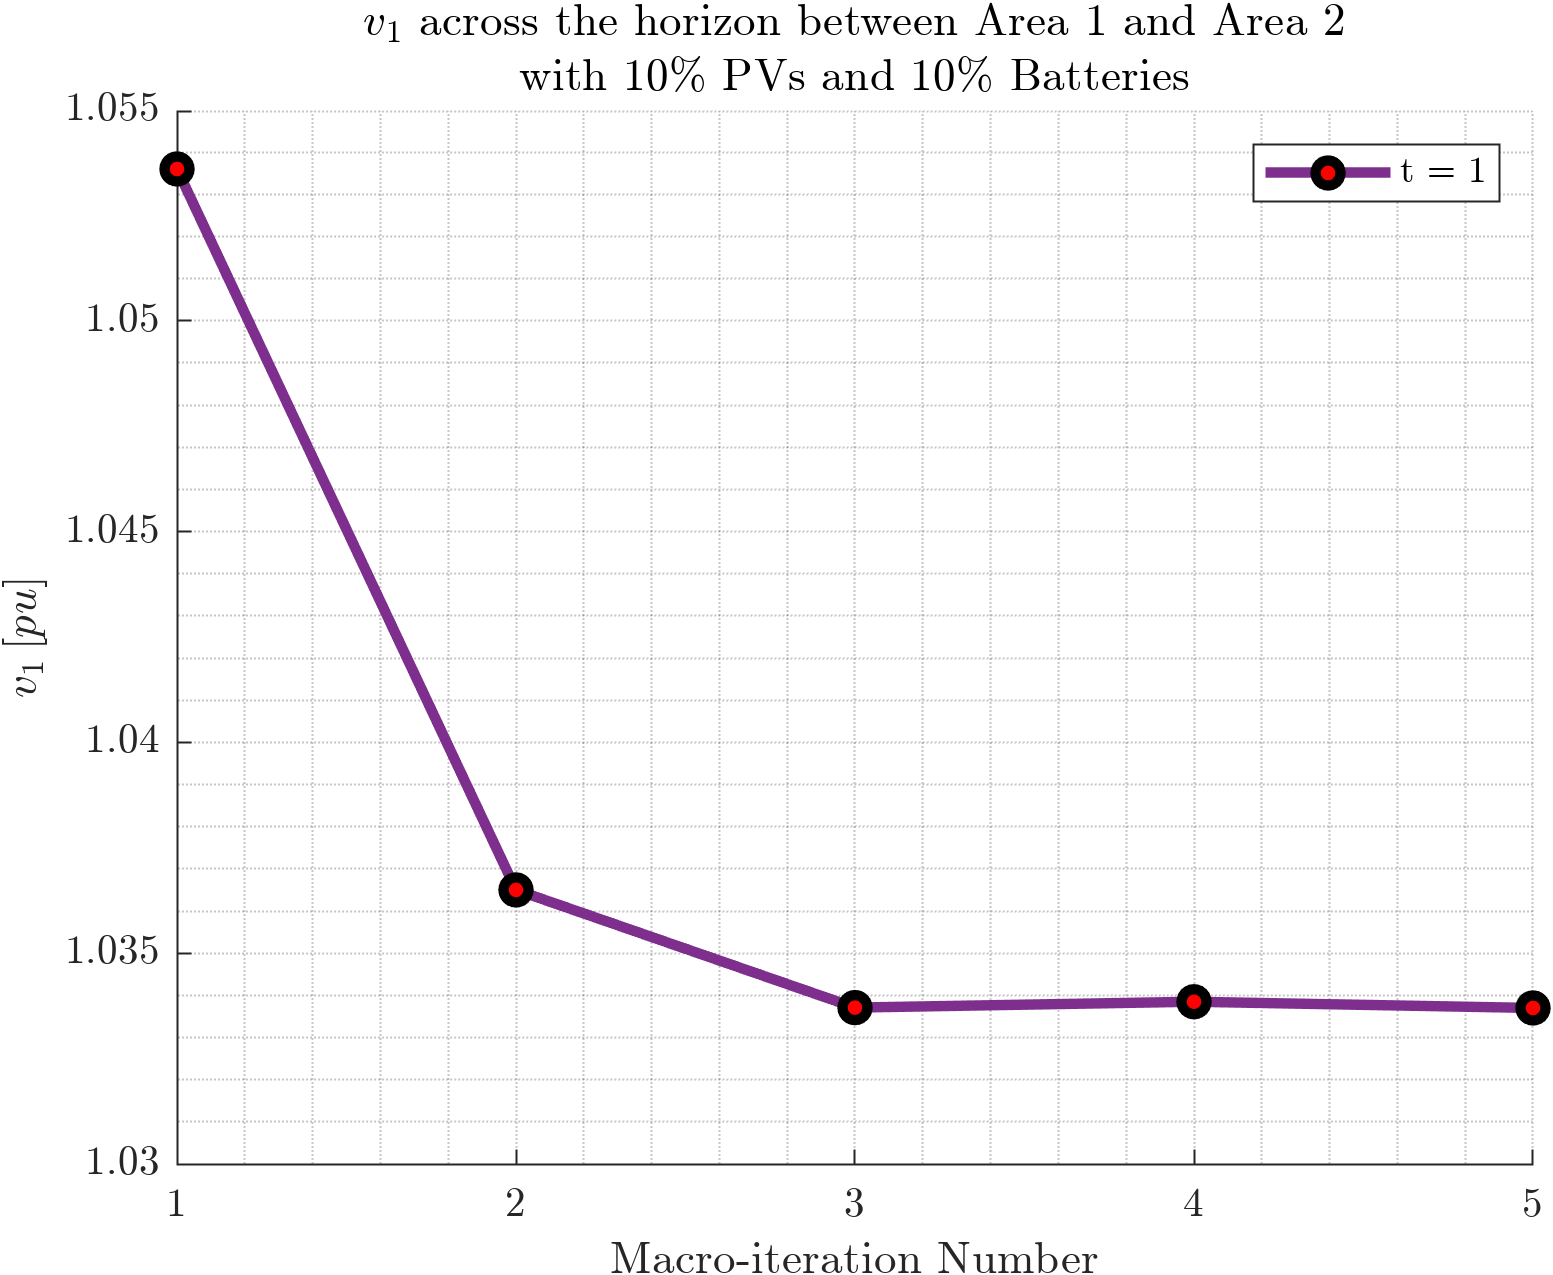 v₁ across the horizon between Area 1 and Area 2
with 10% PVs and 10% Batteries
t = 1
1.055
1.05
1.045
1.04
1.035
1.03
v₁ [pu]
1 2 3 4 5
Macro-iteration Number